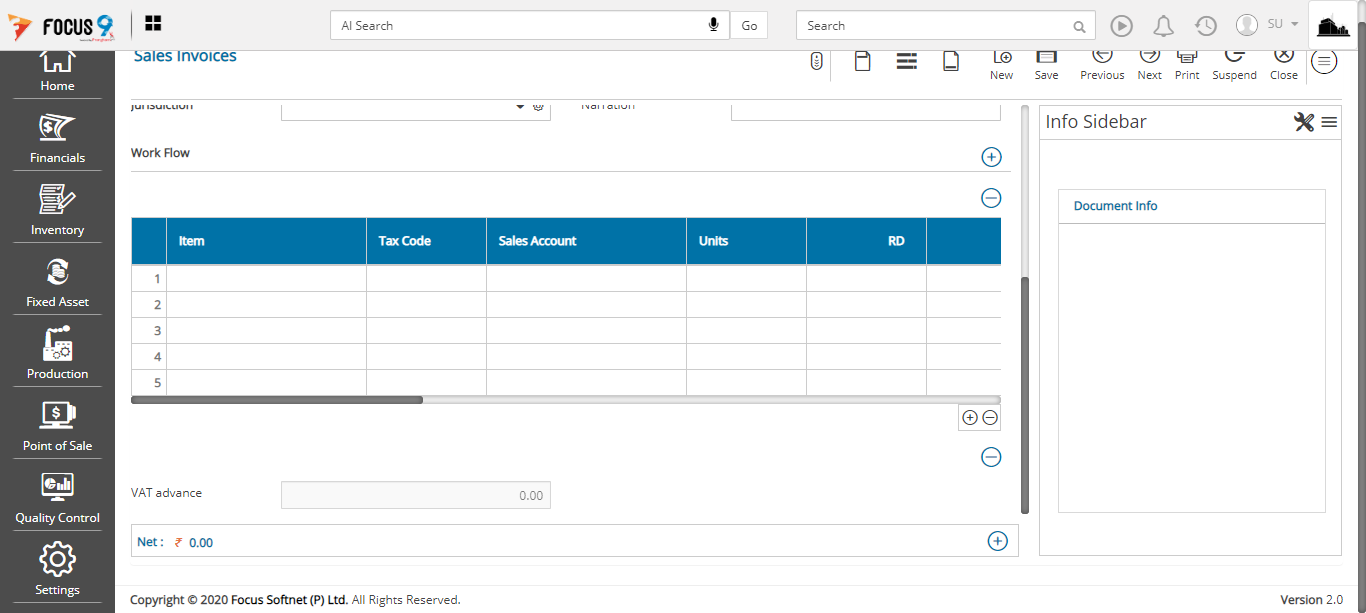 FOCUS 9
AI Search
Go
Search
SU
Sales Invoices
New
Save
Previous
Next
Print
Suspend
Close
Home
Financials
Inventory
Fixed Asset
Production
Point of Sale
Quality Control
Settings
Jurisdiction
Narration
Work Flow
Item Tax Code Sales Account Units RD
1
2
3
4
5
VAT advance 0.00
Net : ₹ 0.00
Info Sidebar
Document Info
Copyright © 2020 Focus Softnet (P) Ltd. All Rights Reserved.
Version 2.0